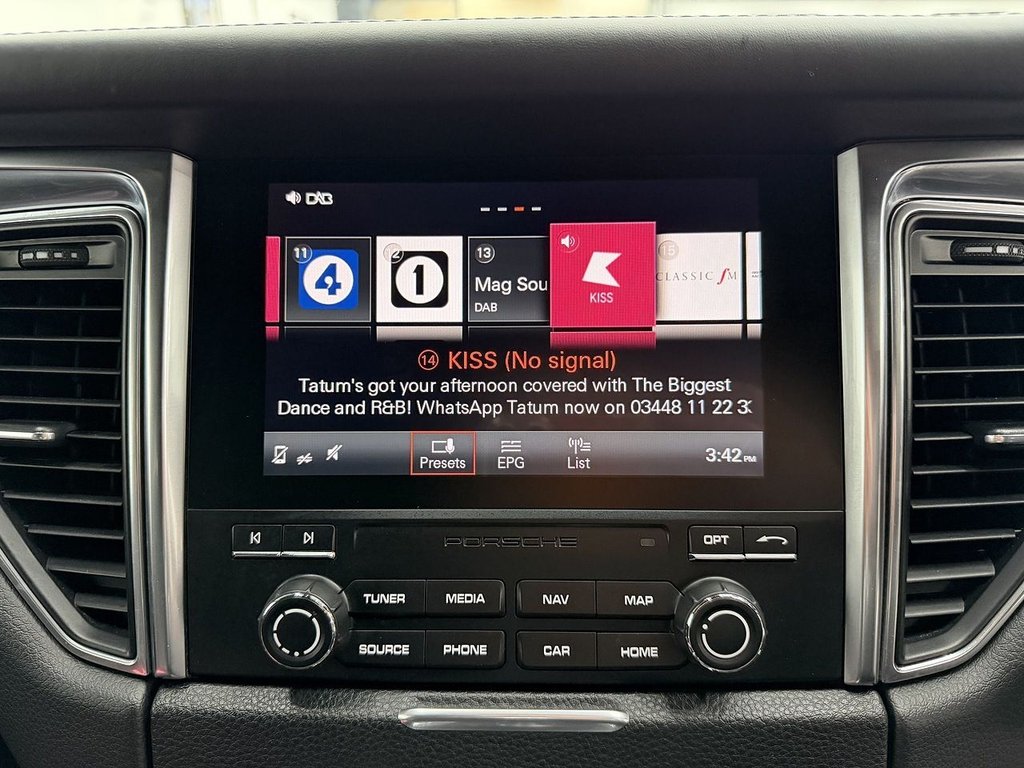 DAB
11
4
12
1
13
Mag Sou
DAB
KISS
15
CLASSIC fM
14 KISS (No signal)
Tatum's got your afternoon covered with The Biggest
Dance and R&B! WhatsApp Tatum now on 03448 11 22
Presets
EPG
List
3:42 PM
PORSCHE
OPT
TUNER
MEDIA
NAV
MAP
SOURCE
PHONE
CAR
HOME